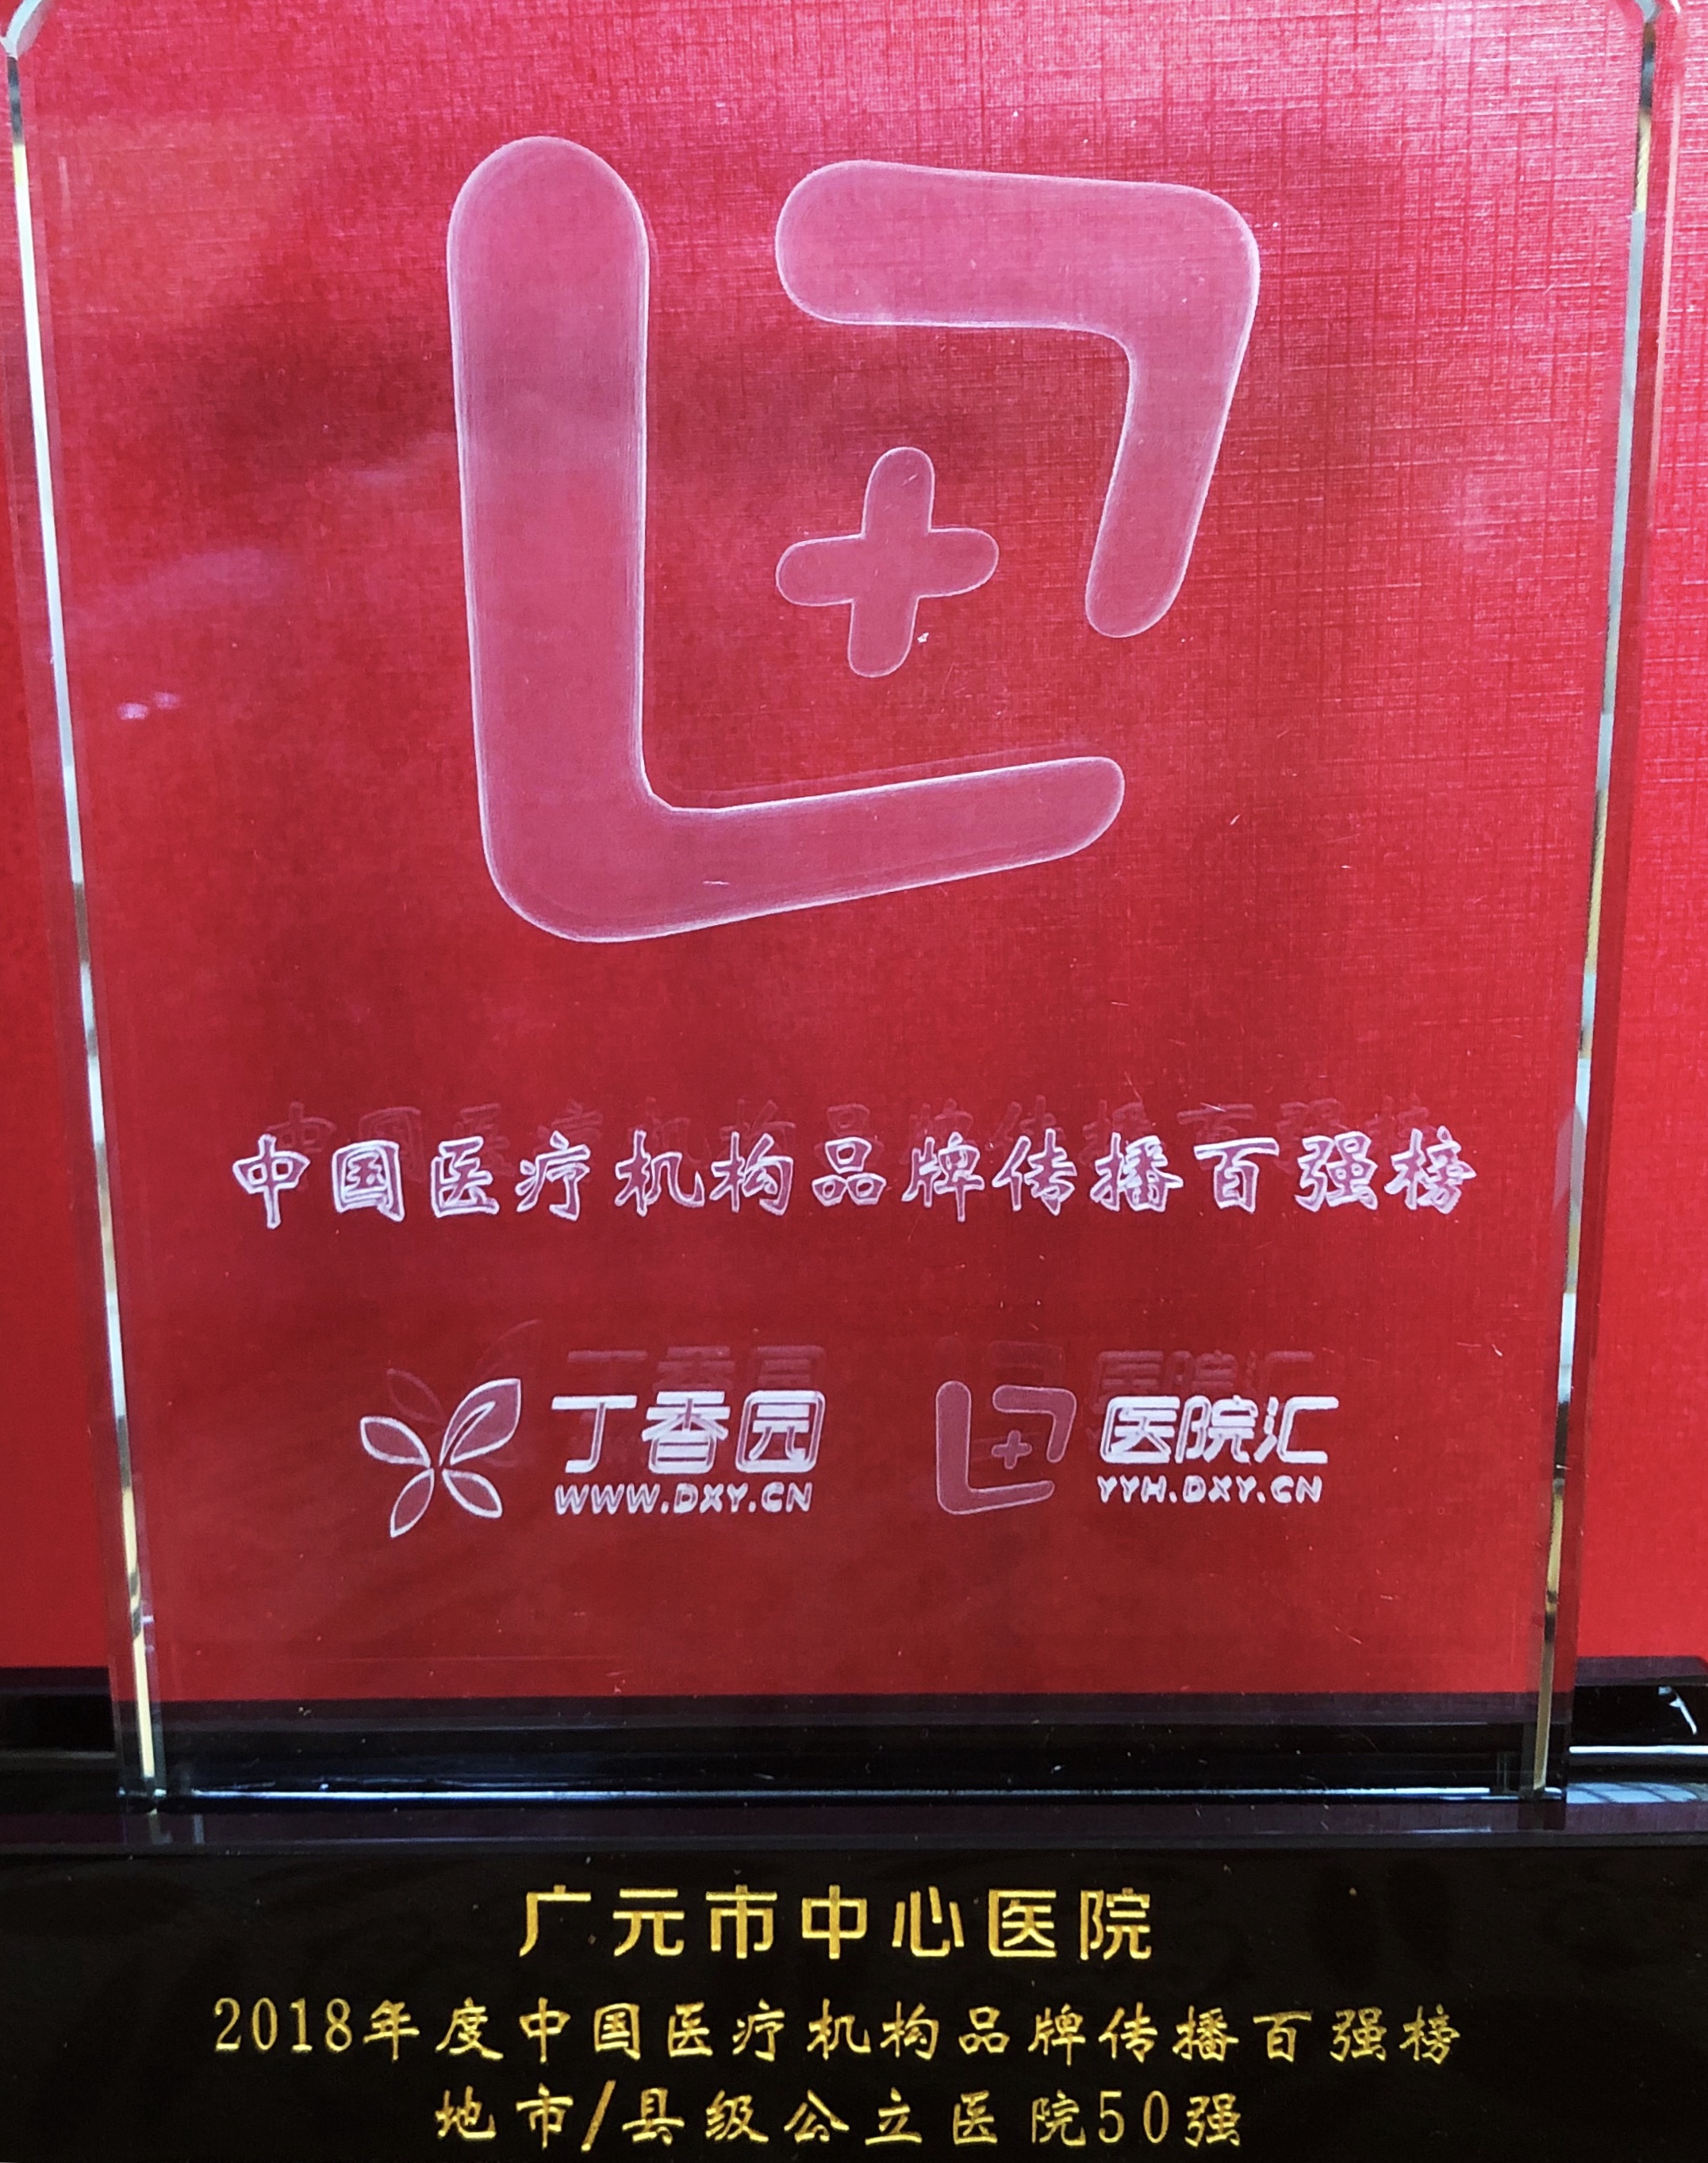 中国医疗机构品牌传播百强榜
丁香园
WWW.DXY.CN
医院汇
YYH.DXY.CN
广元市中心医院
2018年度中国医疗机构品牌传播百强榜
地市/县级公立医院50强